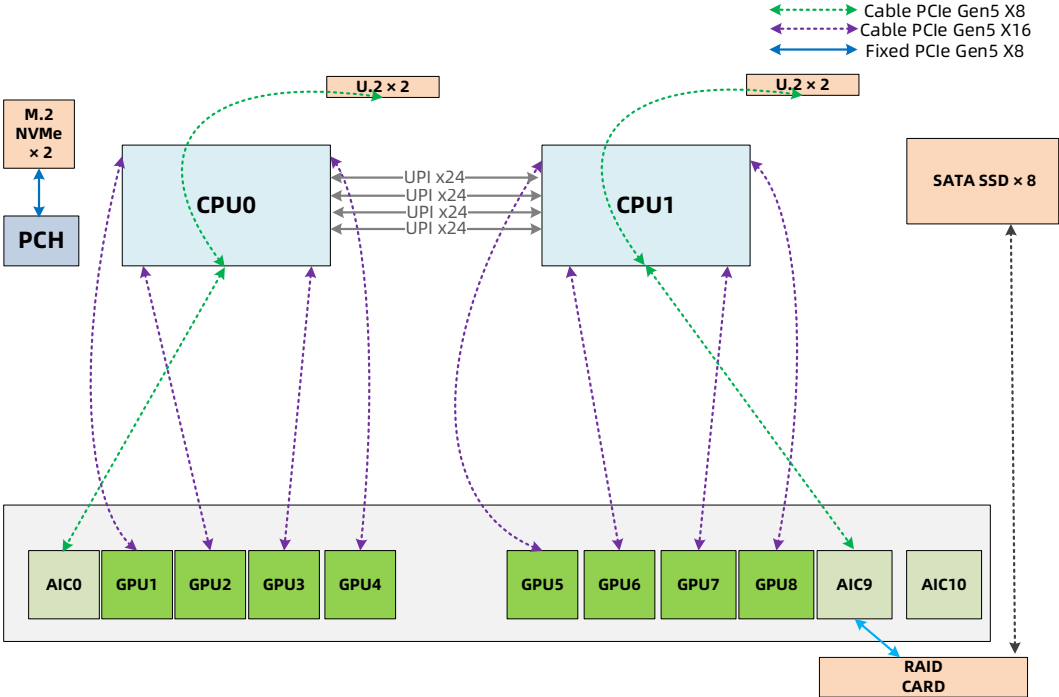 Cable PCIe Gen5 X8
Cable PCIe Gen5 X16
Fixed PCIe Gen5 X8
U.2 × 2
U.2 × 2
M.2
NVMe
× 2
PCH
CPU0
UPI x24
UPI x24
UPI x24
UPI x24
CPU1
SATA SSD × 8
AIC0
GPU1
GPU2
GPU3
GPU4
GPU5
GPU6
GPU7
GPU8
AIC9
AIC10
RAID
CARD